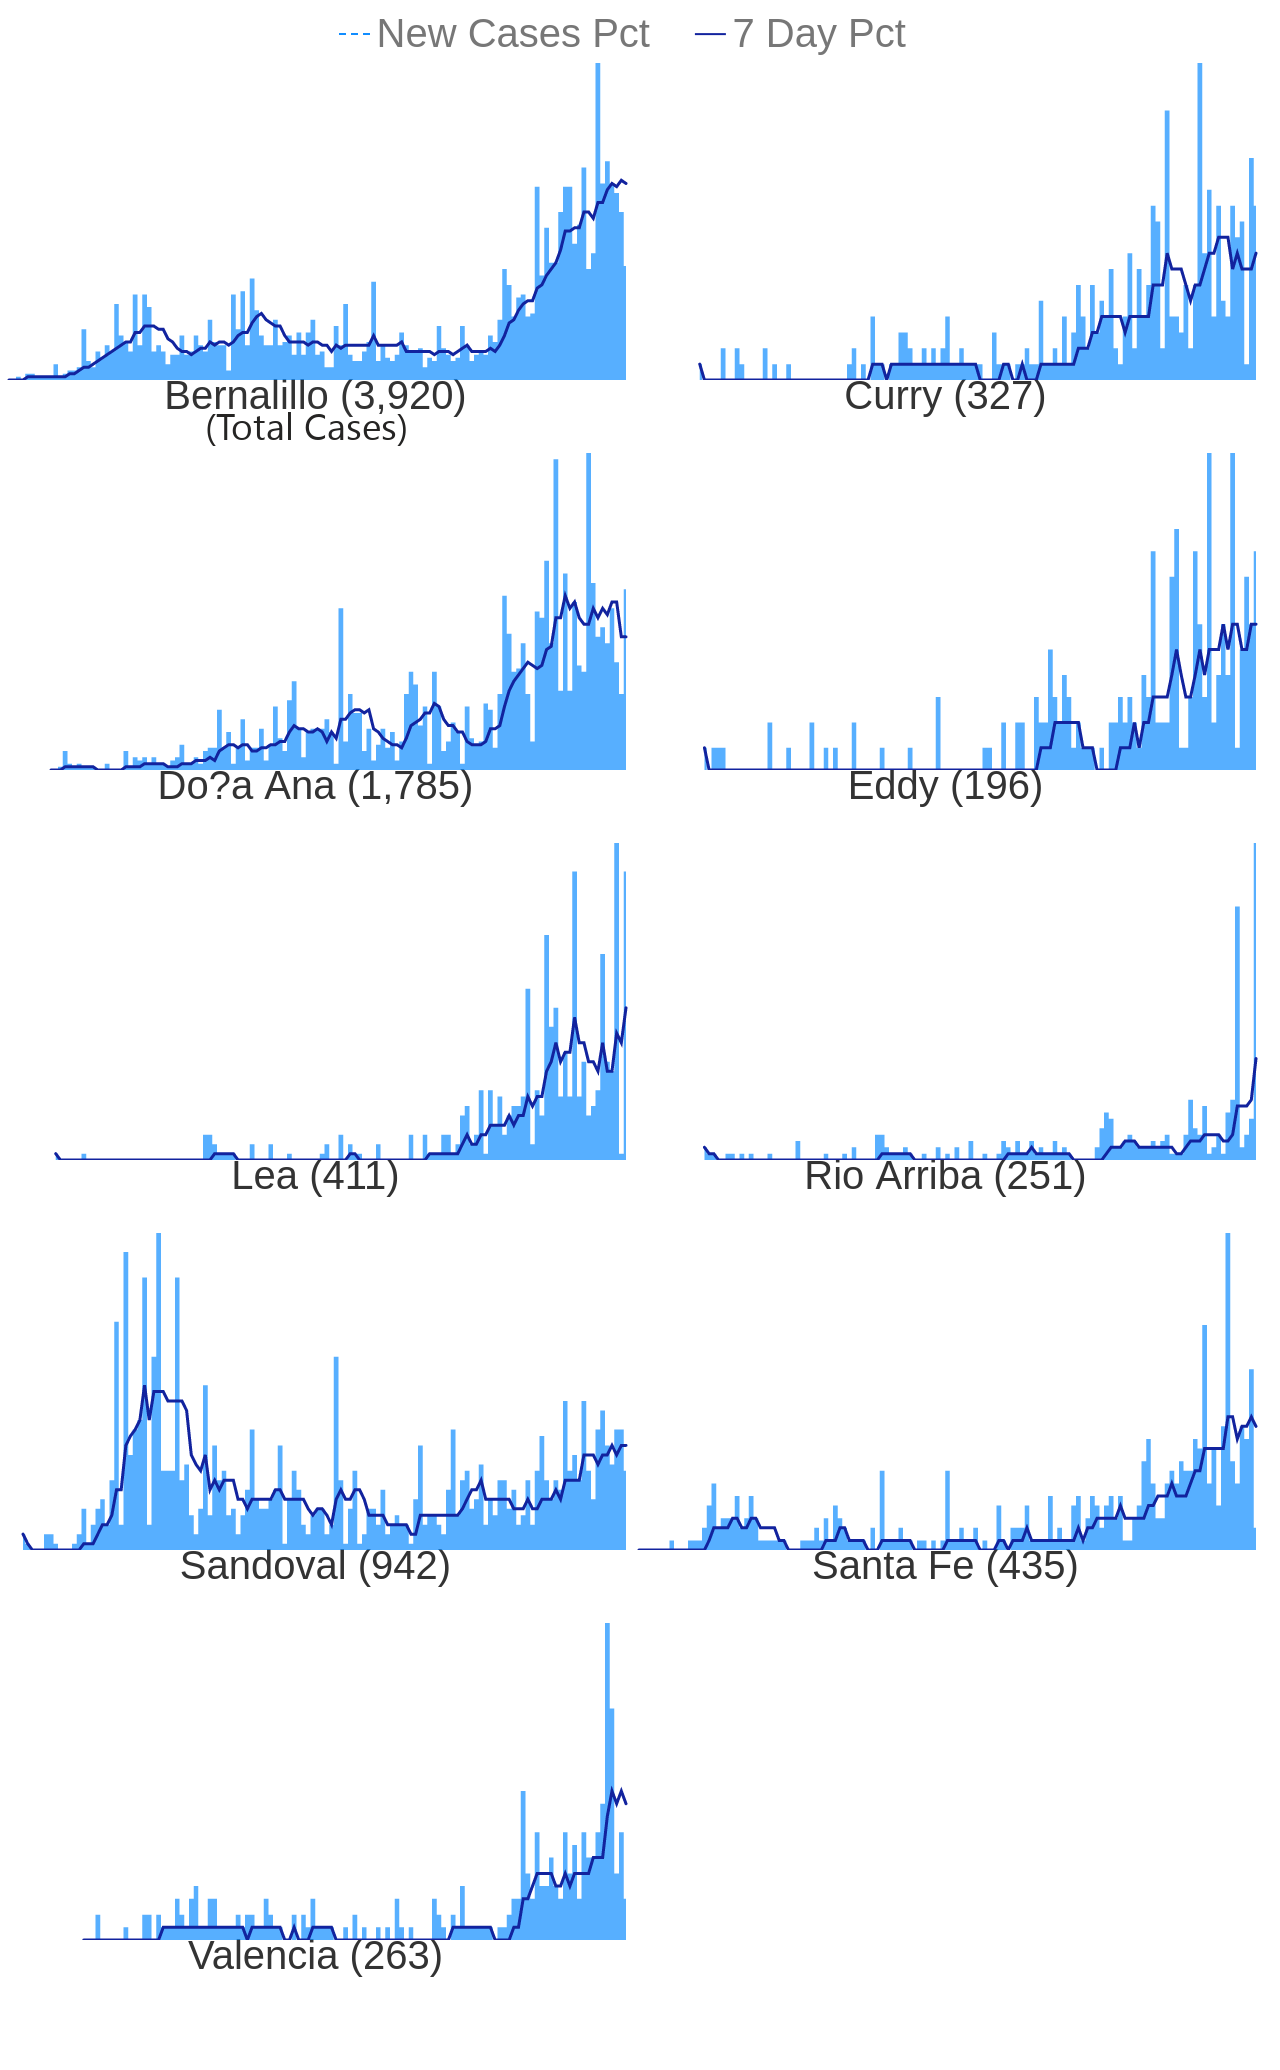 New Cases Pct 7 Day Pct
Bernalillo (3,920) Curry (327)
(Total Cases)
Do?a Ana (1,785) Eddy (196)
Lea (411) Rio Arriba (251)
Sandoval (942) Santa Fe (435)
Valencia (263)